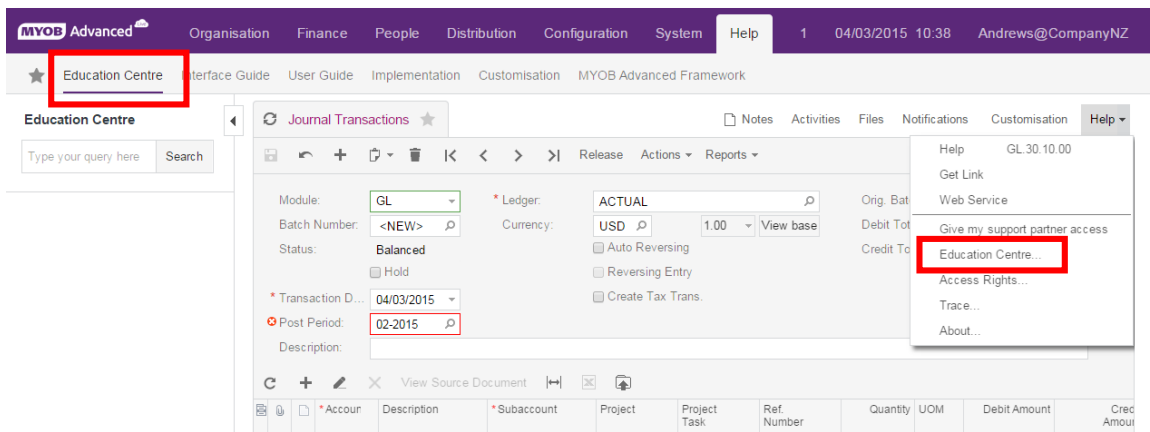 MYOB Advanced Organisation Finance People Distribution Configuration System Help 1 04/03/2015 10:38 Andrews@CompanyNZ
Education Centre Interface Guide User Guide Implementation Customisation MYOB Advanced Framework
Education Centre
Type your query here Search
Journal Transactions Notes Activities Files Notifications Customisation Help
Release Actions Reports
Help GL.30.10.00
Get Link
Web Service
Give my support partner access
Education Centre...
Access Rights...
Trace...
About...
Module: GL * Ledger: ACTUAL Orig. Bat
Batch Number: <NEW> Currency: USD 1.00 View base Debit Tot
Status: Balanced Auto Reversing Credit To
Hold Reversing Entry
* Transaction D... 04/03/2015 Create Tax Trans.
Post Period: 02-2015
Description:
View Source Document
* Accoun Description * Subaccount Project Project Task Ref. Number Quantity UOM Debit Amount Cred Amou